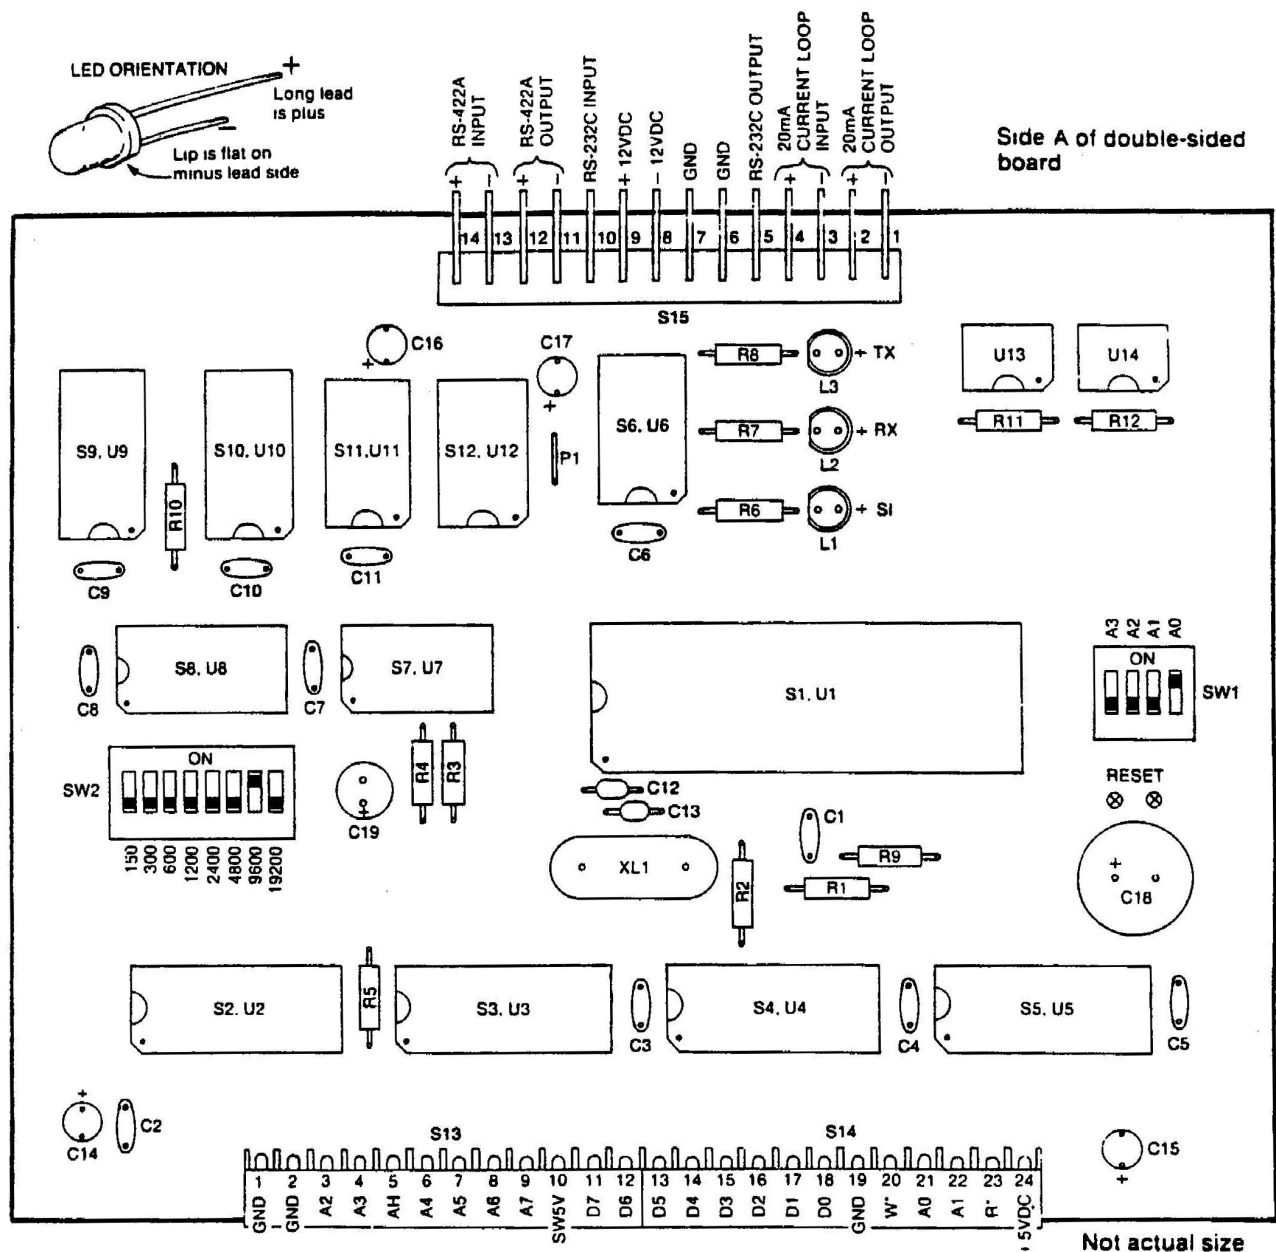 LED ORIENTATION
+
Long lead
is plus
−
Lip is flat on
minus lead side
RS-422A
INPUT
+
−
RS-422A
OUTPUT
+
−
RS-232C INPUT
+ 12VDC
− 12VDC
GND
GND
RS-232C OUTPUT
20mA
CURRENT LOOP
INPUT
+
−
20mA
CURRENT LOOP
OUTPUT
+
−
Side A of double-sided
board
14 13 12 11 10 9 8 7 6 5 4 3 2 1
S15
C16
+
C17
+
R8
+ TX
L3
U13
U14
S9, U9
R10
S10, U10
S11,U11
S12, U12
P1
S6, U6
R7
+ RX
L2
R11
R12
R6
+ SI
L1
C9
C10
C11
C6
C8
S8, U8
C7
S7, U7
S1, U1
A3 A2 A1 A0
ON
SW1
SW2
ON
150 300 600 1200 2400 4800 9600 19200
+
C19
R4
R3
C12
C13
XL1
R2
C1
R9
R1
RESET
+
C18
S2, U2
R5
S3, U3
C3
S4, U4
C4
S5, U5
C5
+
C14
C2
S13
S14
C15
+
1 2 3 4 5 6 7 8 9 10 11 12 13 14 15 16 17 18 19 20 21 22 23 24
GND GND A2 A3 AH A4 A5 A6 A7 SW5V D7 D6 D5 D4 D3 D2 D1 D0 GND W* A0 A1 R* +5VDC
Not actual size